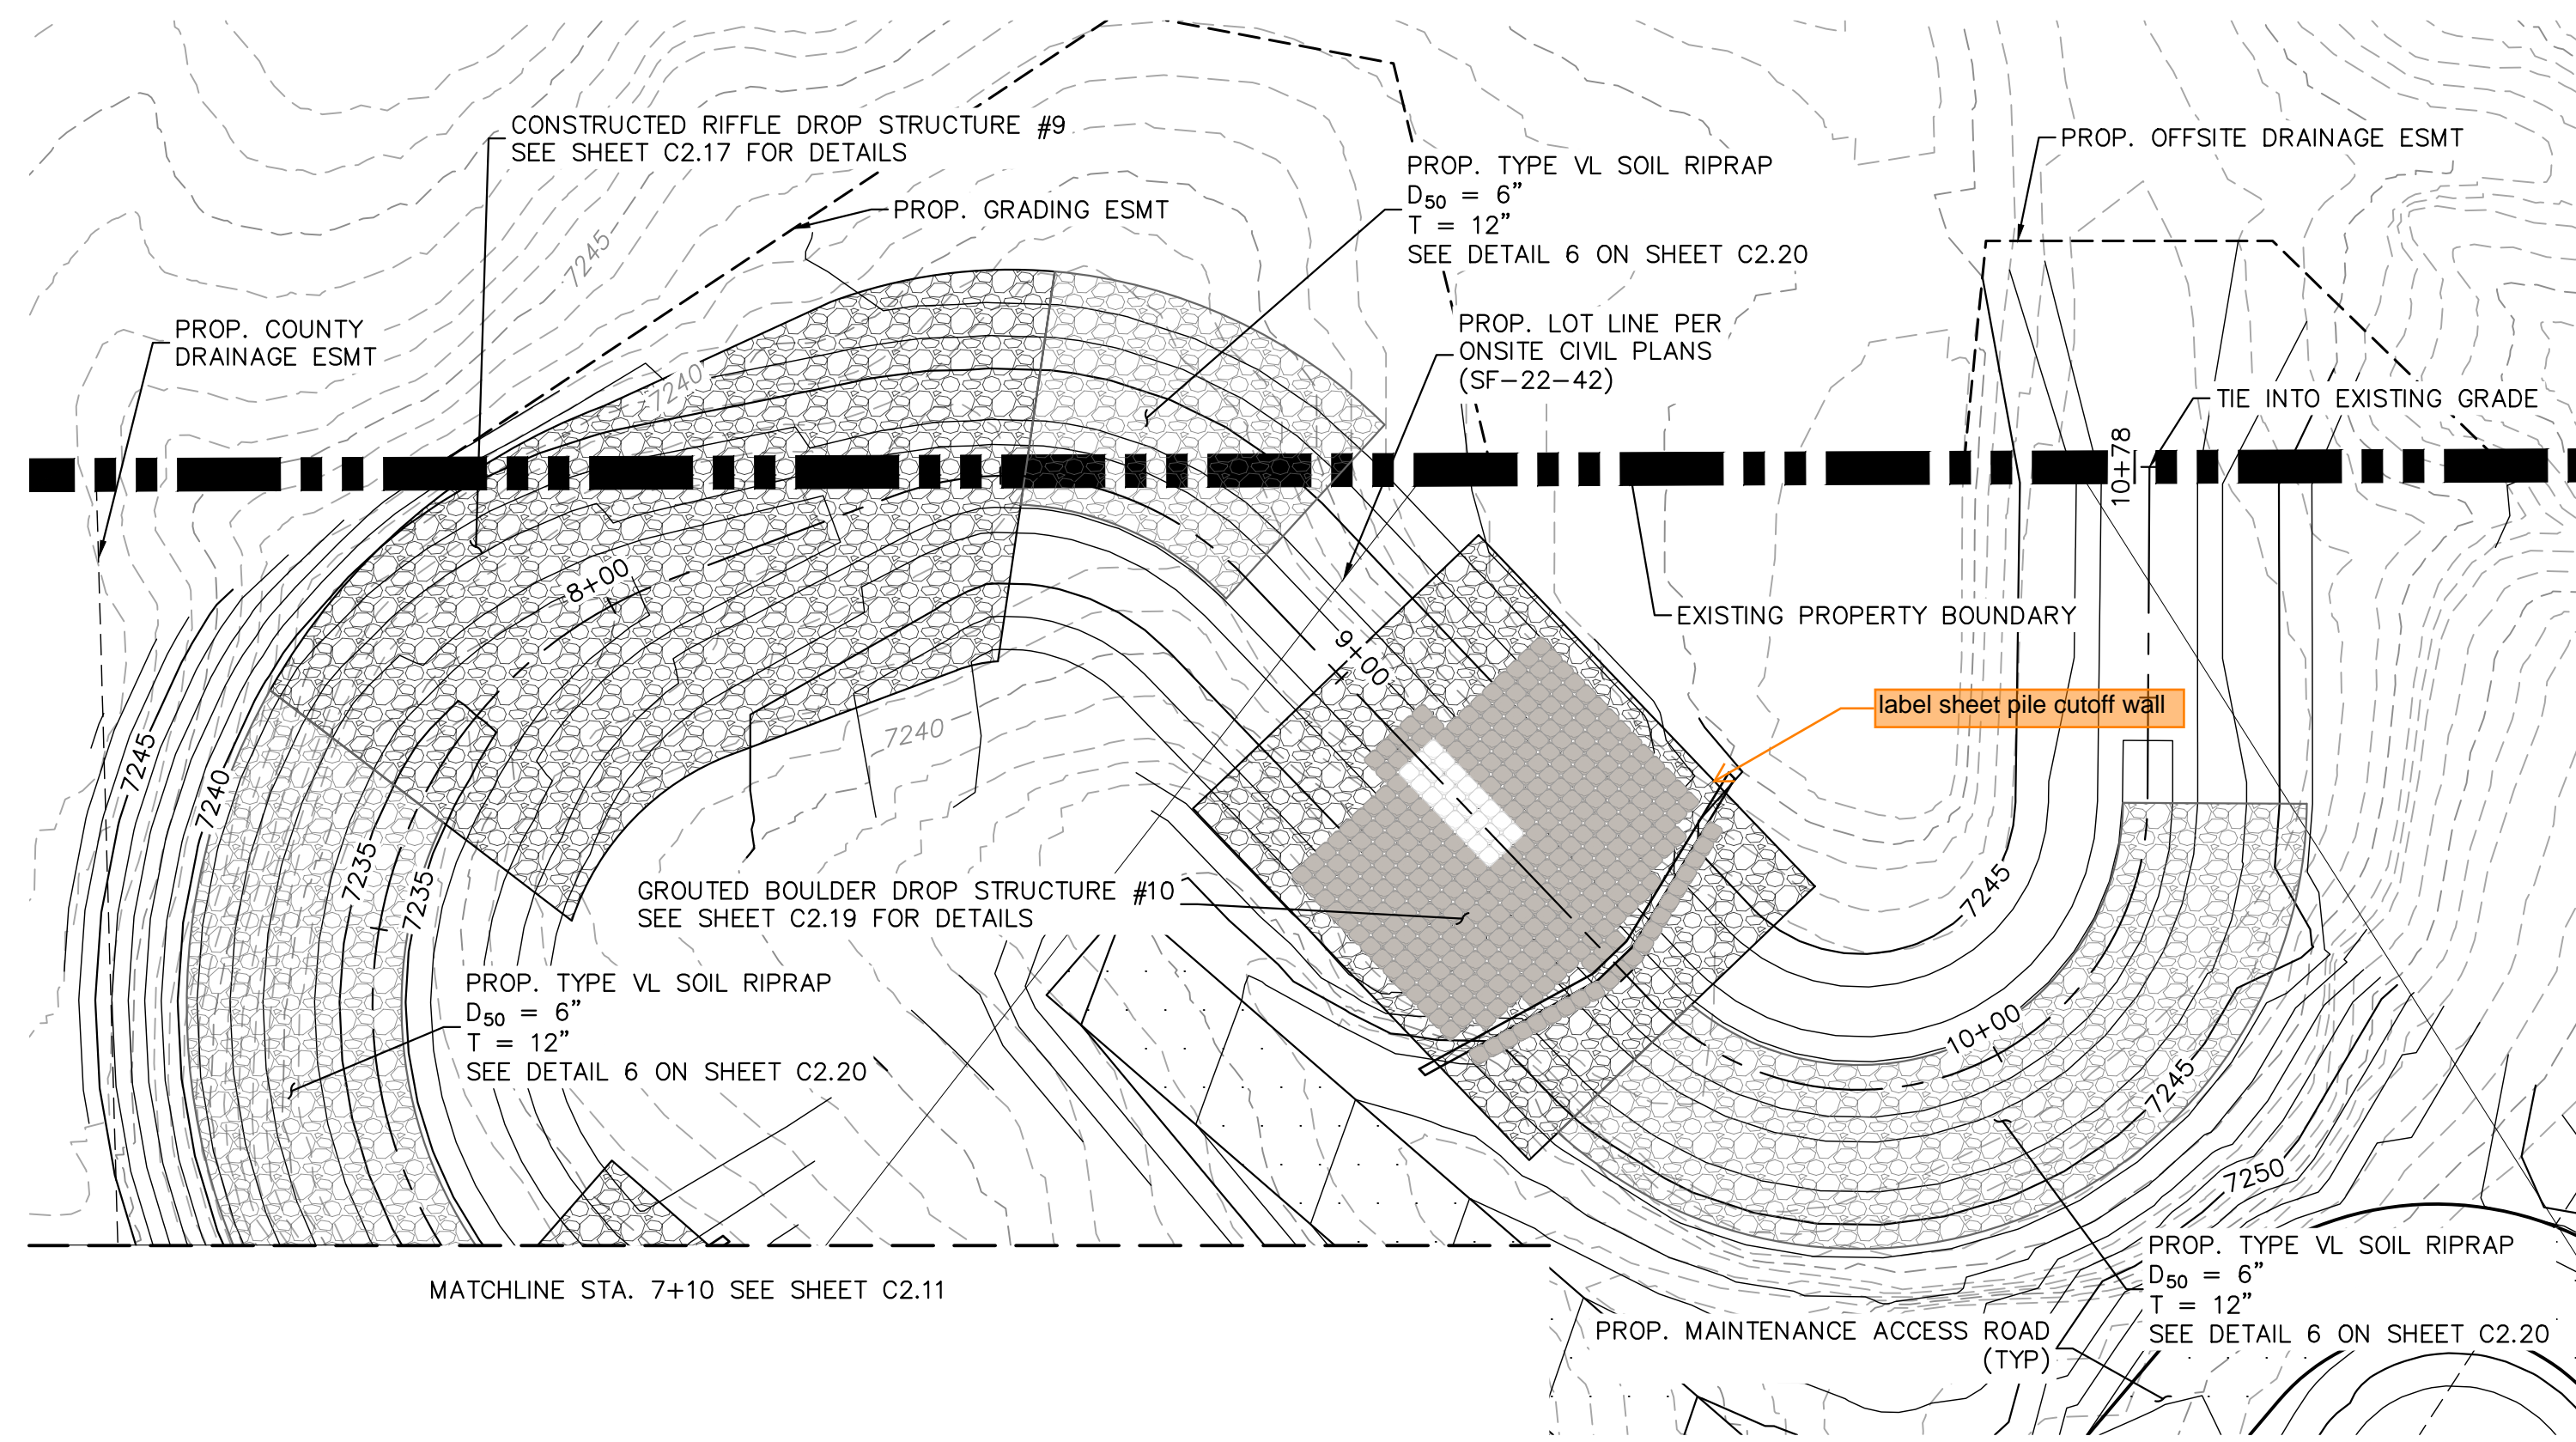 CONSTRUCTED RIFFLE DROP STRUCTURE #9
SEE SHEET C2.17 FOR DETAILS
PROP. GRADING ESMT
PROP. TYPE VL SOIL RIPRAP
D50 = 6”
T = 12”
SEE DETAIL 6 ON SHEET C2.20
PROP. OFFSITE DRAINAGE ESMT
7245
PROP. COUNTY
DRAINAGE ESMT
PROP. LOT LINE PER
ONSITE CIVIL PLANS
(SF-22-42)
7240
TIE INTO EXISTING GRADE
10+78
8+00
EXISTING PROPERTY BOUNDARY
9+00
label sheet pile cutoff wall
7240
7245
7240
7235
7235
GROUTED BOULDER DROP STRUCTURE #10
SEE SHEET C2.19 FOR DETAILS
7245
PROP. TYPE VL SOIL RIPRAP
D50 = 6”
T = 12”
SEE DETAIL 6 ON SHEET C2.20
10+00
7245
7250
MATCHLINE STA. 7+10 SEE SHEET C2.11
PROP. TYPE VL SOIL RIPRAP
D50 = 6”
T = 12”
SEE DETAIL 6 ON SHEET C2.20
PROP. MAINTENANCE ACCESS ROAD
(TYP)